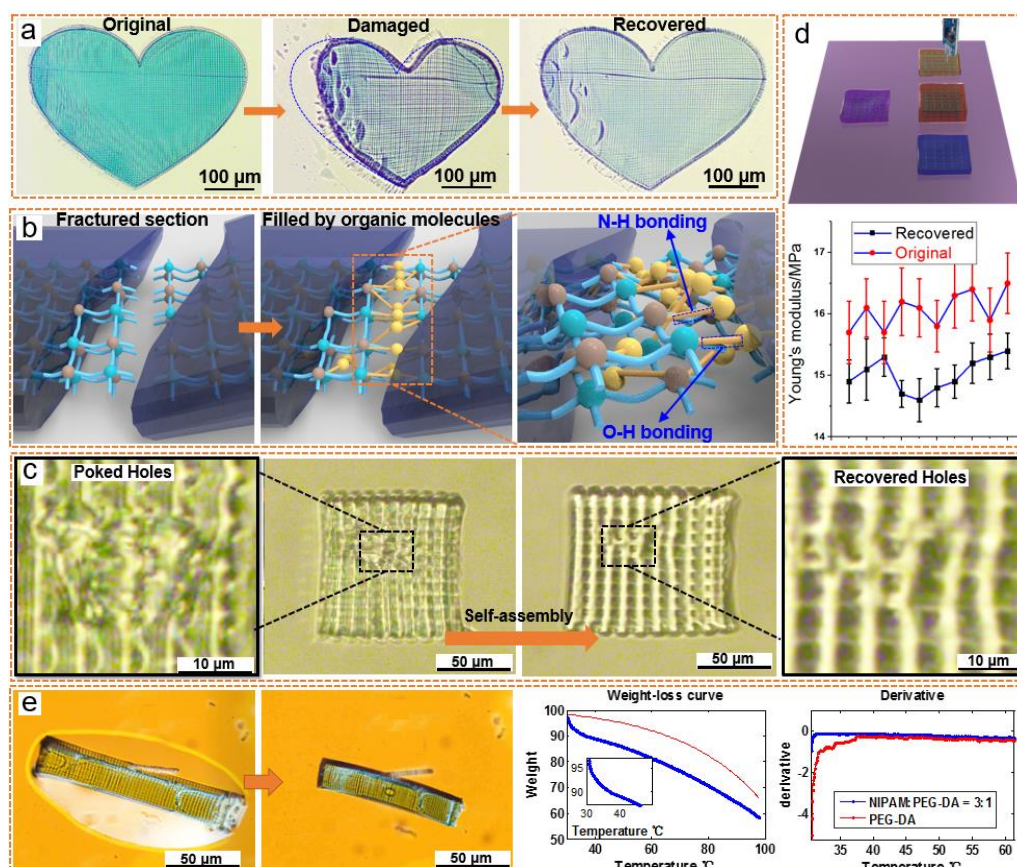 a
Original
Damaged
Recovered
100 µm
100 µm
100 µm
b
Fractured section
Filled by organic molecules
N-H bonding
O-H bonding
c
Poked Holes
Recovered Holes
Self-assembly
10 µm
50 µm
50 µm
10 µm
d
Recovered
Original
Young's modulus/MPa
17
16
15
14
e
50 µm
50 µm
Weight-loss curve
Weight
100
90
80
70
60
50
95
90
30 40
Temperature ℃
40 60 80 100
Temperature ℃
Derivative
derivative
0
-2
-4
NIPAM:PEG-DA = 3:1
PEG-DA
35 40 45 50 55 60
Temperature ℃